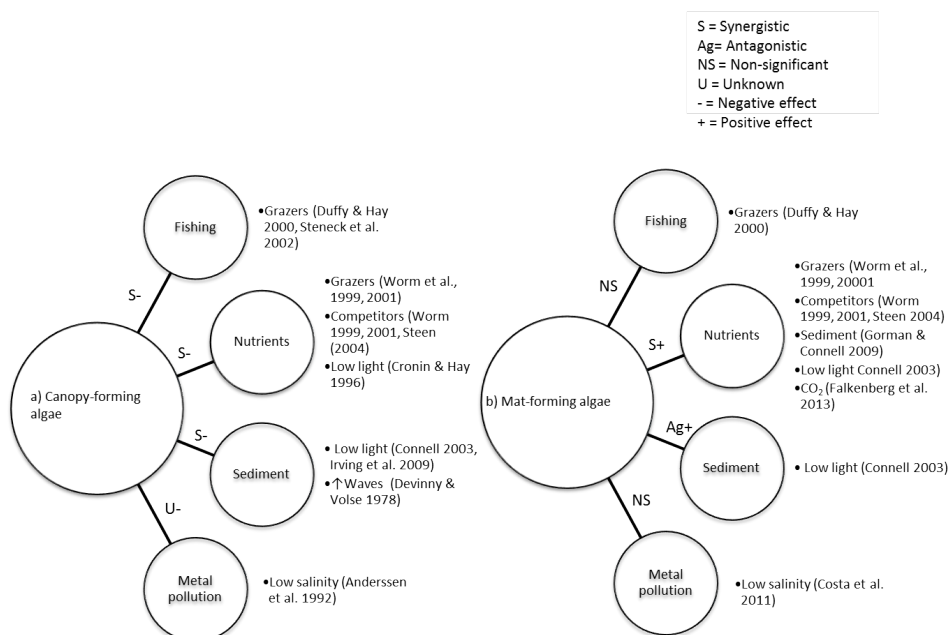 S = Synergistic
Ag= Antagonistic
NS = Non-significant
U = Unknown
- = Negative effect
+ = Positive effect
a) Canopy-forming
algae
S-
Fishing
•Grazers (Duffy & Hay
2000, Steneck et al.
2002)
S-
Nutrients
•Grazers (Worm et al.,
1999, 2001)
•Competitors (Worm
1999, 2001, Steen
(2004)
•Low light (Cronin & Hay
1996)
S-
Sediment
• Low light (Connell 2003,
Irving et al. 2009)
•↑Waves (Devinny &
Volse 1978)
U-
Metal
pollution
•Low salinity (Anderssen
et al. 1992)
b) Mat-forming algae
NS
Fishing
•Grazers (Duffy & Hay
2000)
S+
Nutrients
•Grazers (Worm et al.,
1999, 20001
•Competitors (Worm
1999, 2001, Steen 2004)
•Sediment (Gorman &
Connell 2009)
•Low light Connell 2003)
•CO₂ (Falkenberg et al.
2013)
Ag+
Sediment
• Low light (Connell 2003)
NS
Metal
pollution
•Low salinity (Costa et al.
2011)